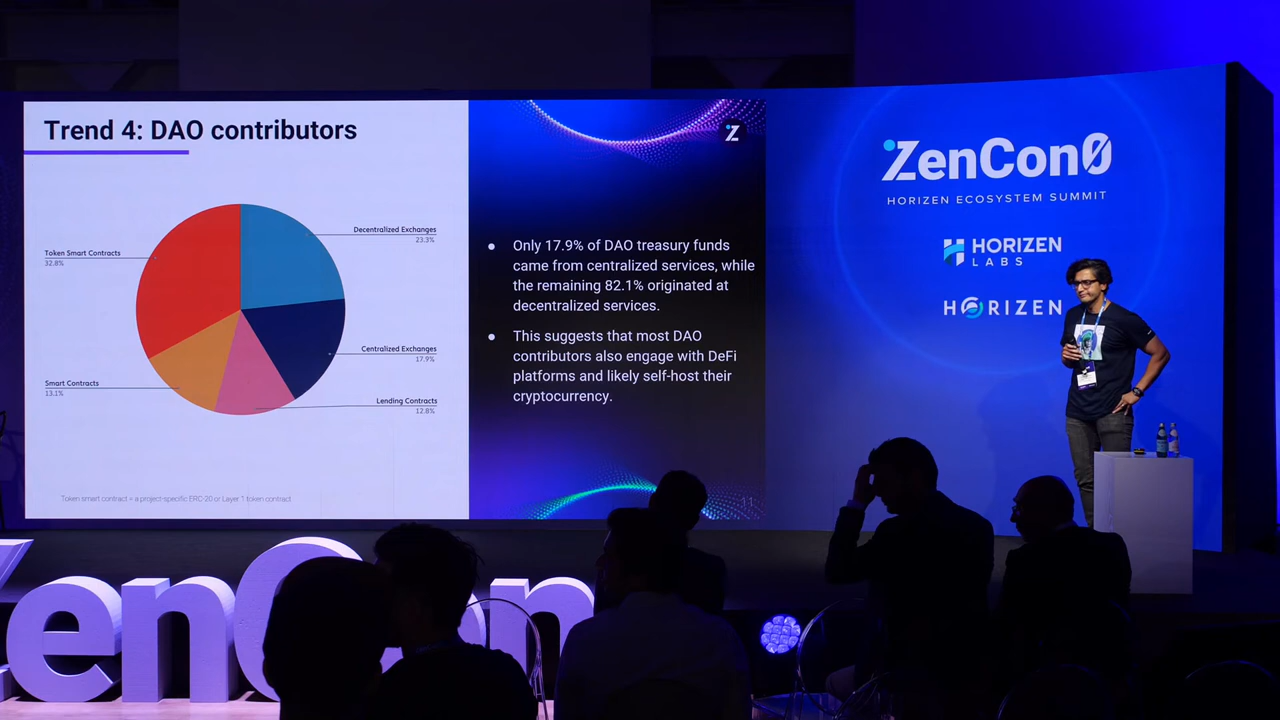 Trend 4: DAO contributors
Token Smart Contracts
32.8%
Smart Contracts
13.1%
Decentralized Exchanges
23.3%
Centralized Exchanges
17.9%
Lending Contracts
12.8%
Token smart contract = a project-specific ERC-20 or Layer 1 token contract
● Only 17.9% of DAO treasury funds
came from centralized services, while
the remaining 82.1% originated at
decentralized services.
● This suggests that most DAO
contributors also engage with DeFi
platforms and likely self-host their
cryptocurrency.
11
ZenCon0
HORIZEN ECOSYSTEM SUMMIT
HORIZEN
LABS
HORIZEN
ZenCon